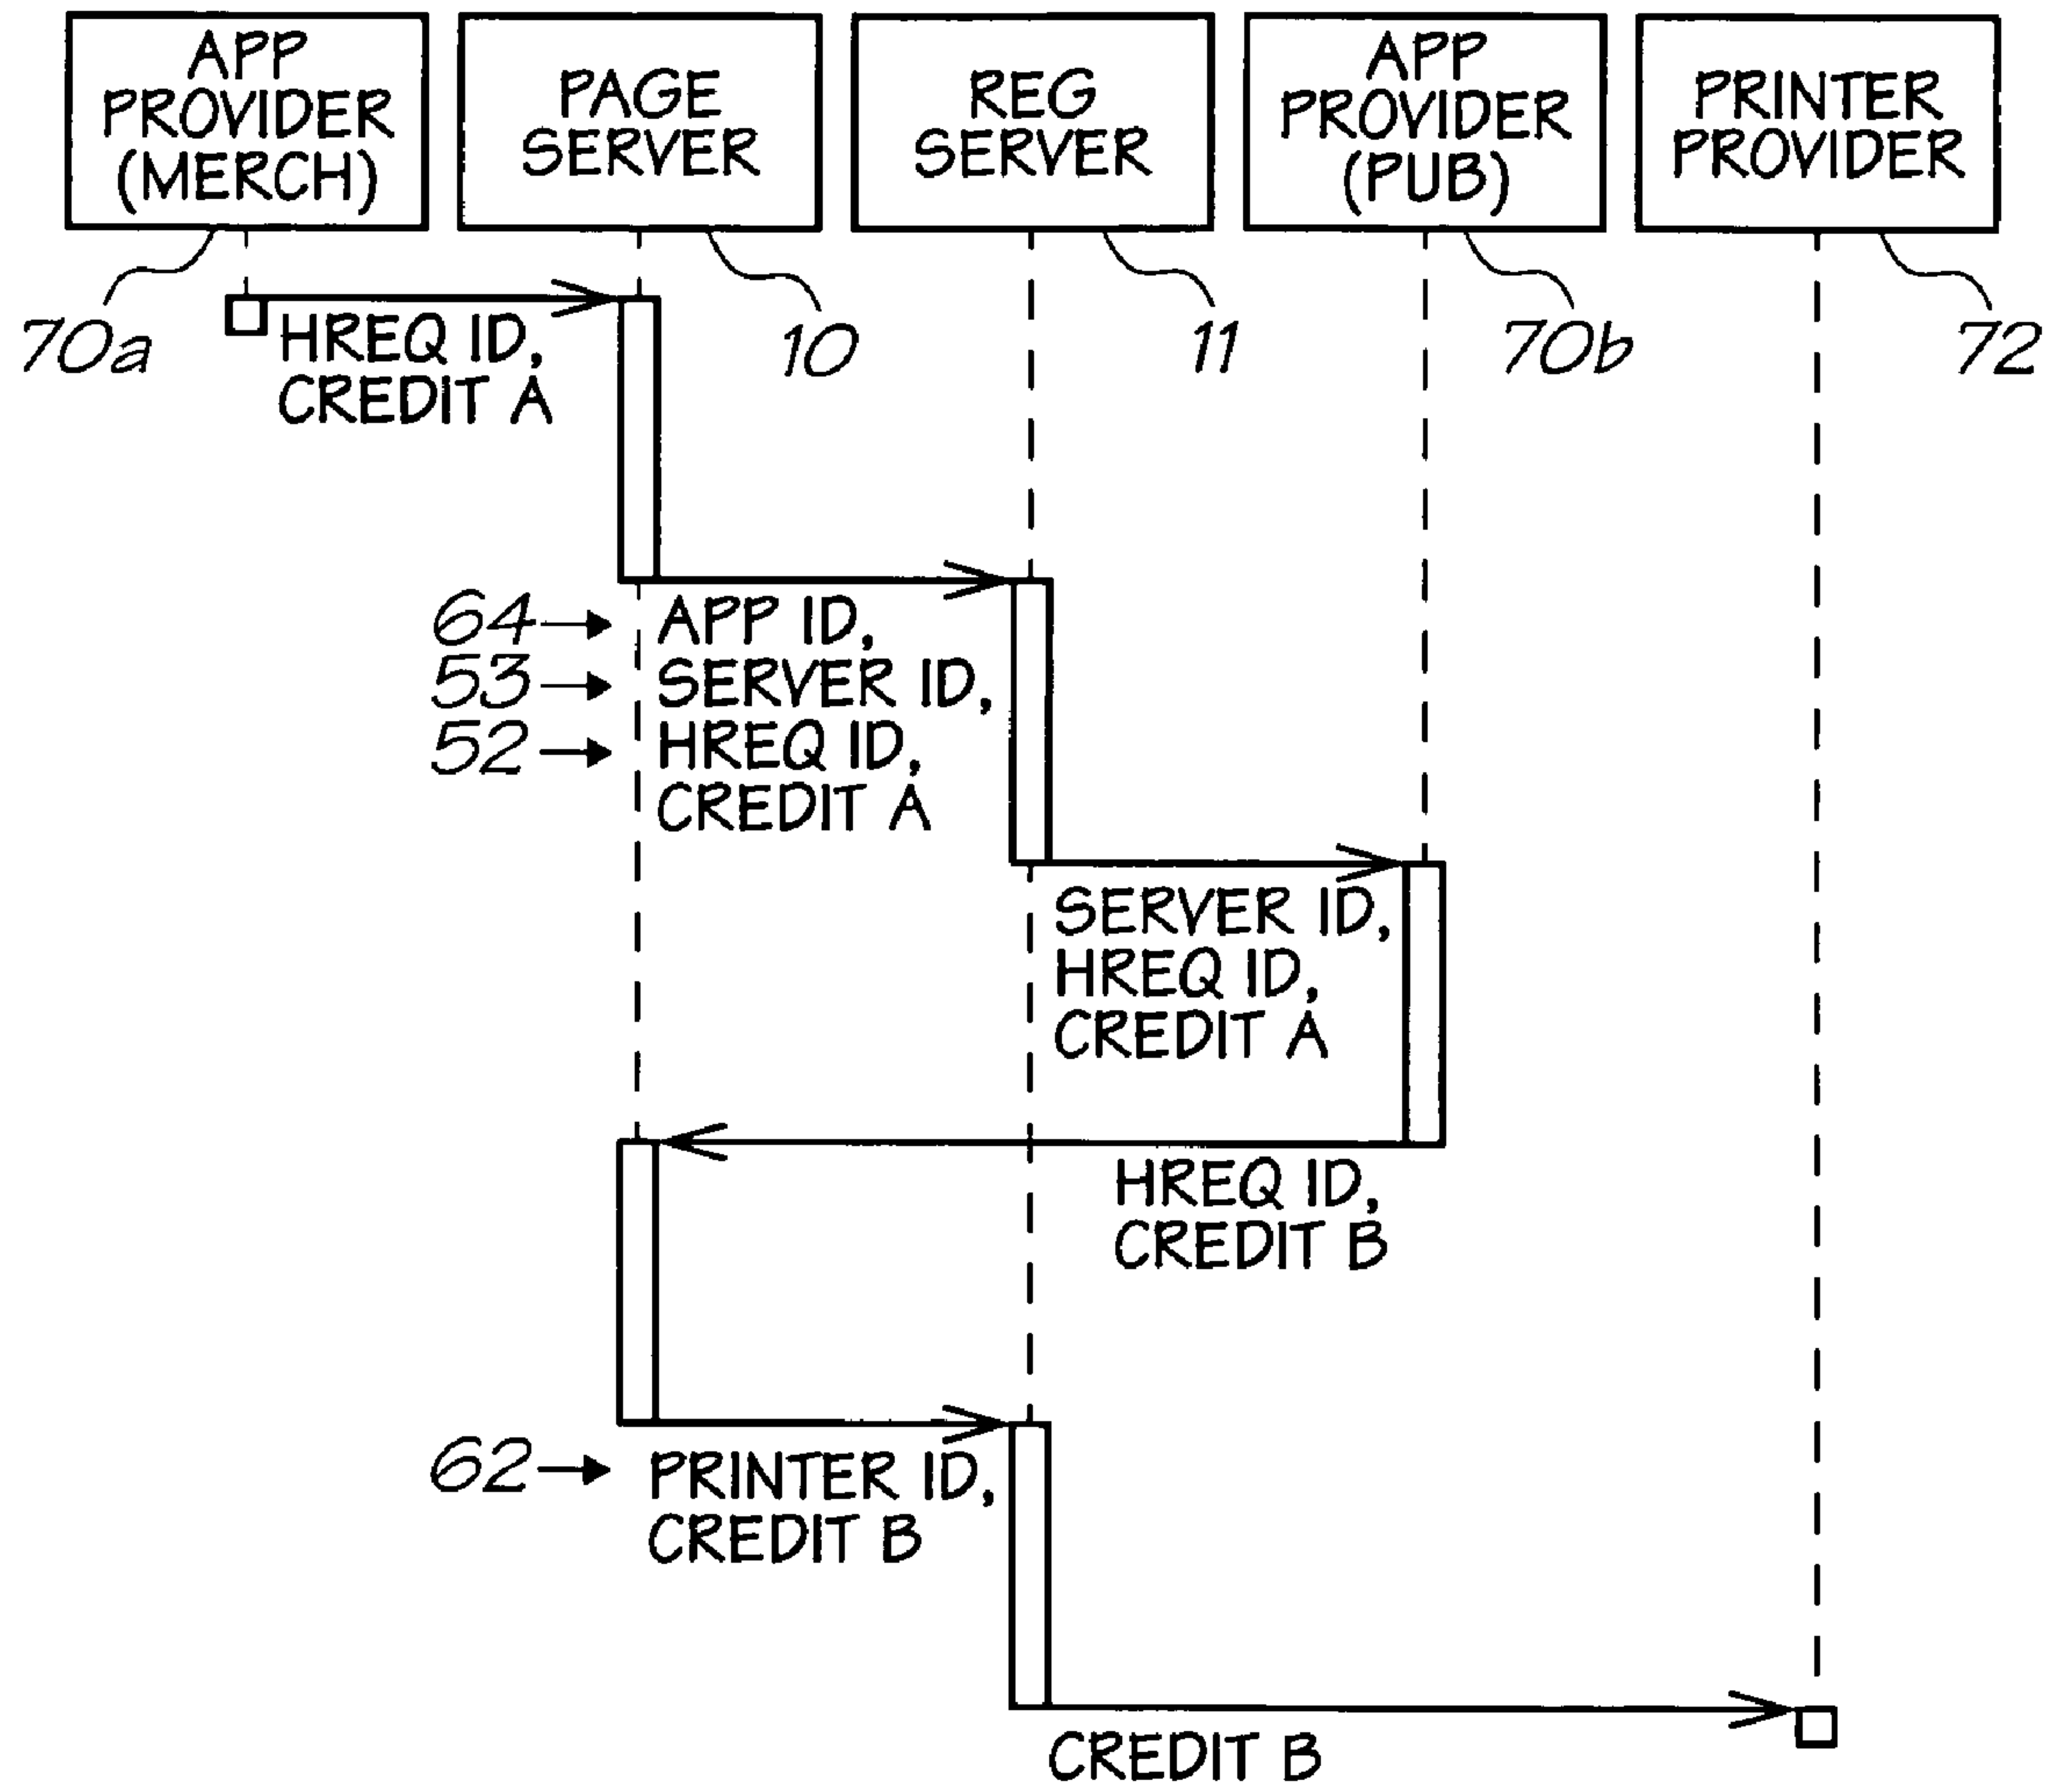 APP
PROVIDER
(MERCH)
PAGE
SERVER
REG
SERVER
APP
PROVIDER
(PUB)
PRINTER
PROVIDER
70a
10
11
70b
72
HREQ ID,
CREDIT A
64 APP ID,
53 SERVER ID,
52 HREQ ID,
CREDIT A
SERVER ID,
HREQ ID,
CREDIT A
HREQ ID,
CREDIT B
62 PRINTER ID,
CREDIT B
CREDIT B